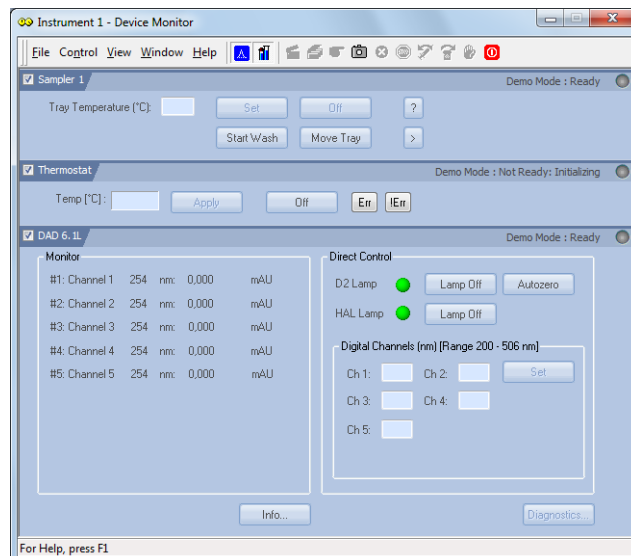 Instrument 1 - Device Monitor
File Control View Window Help
Sampler 1
Demo Mode : Ready
Tray Temperature (°C): Set Off ?
Start Wash Move Tray >
Thermostat
Demo Mode : Not Ready: Initializing
Temp [°C] : Apply Off Err !Err
DAD 6.1L
Demo Mode : Ready
Monitor
#1: Channel 1 254 nm: 0,000 mAU
#2: Channel 2 254 nm: 0,000 mAU
#3: Channel 3 254 nm: 0,000 mAU
#4: Channel 4 254 nm: 0,000 mAU
#5: Channel 5 254 nm: 0,000 mAU
Direct Control
D2 Lamp Lamp Off Autozero
HAL Lamp Lamp Off
Digital Channels (nm) [Range 200 - 506 nm]
Ch 1: Ch 2: Set
Ch 3: Ch 4:
Ch 5:
Info... Diagnostics...
For Help, press F1